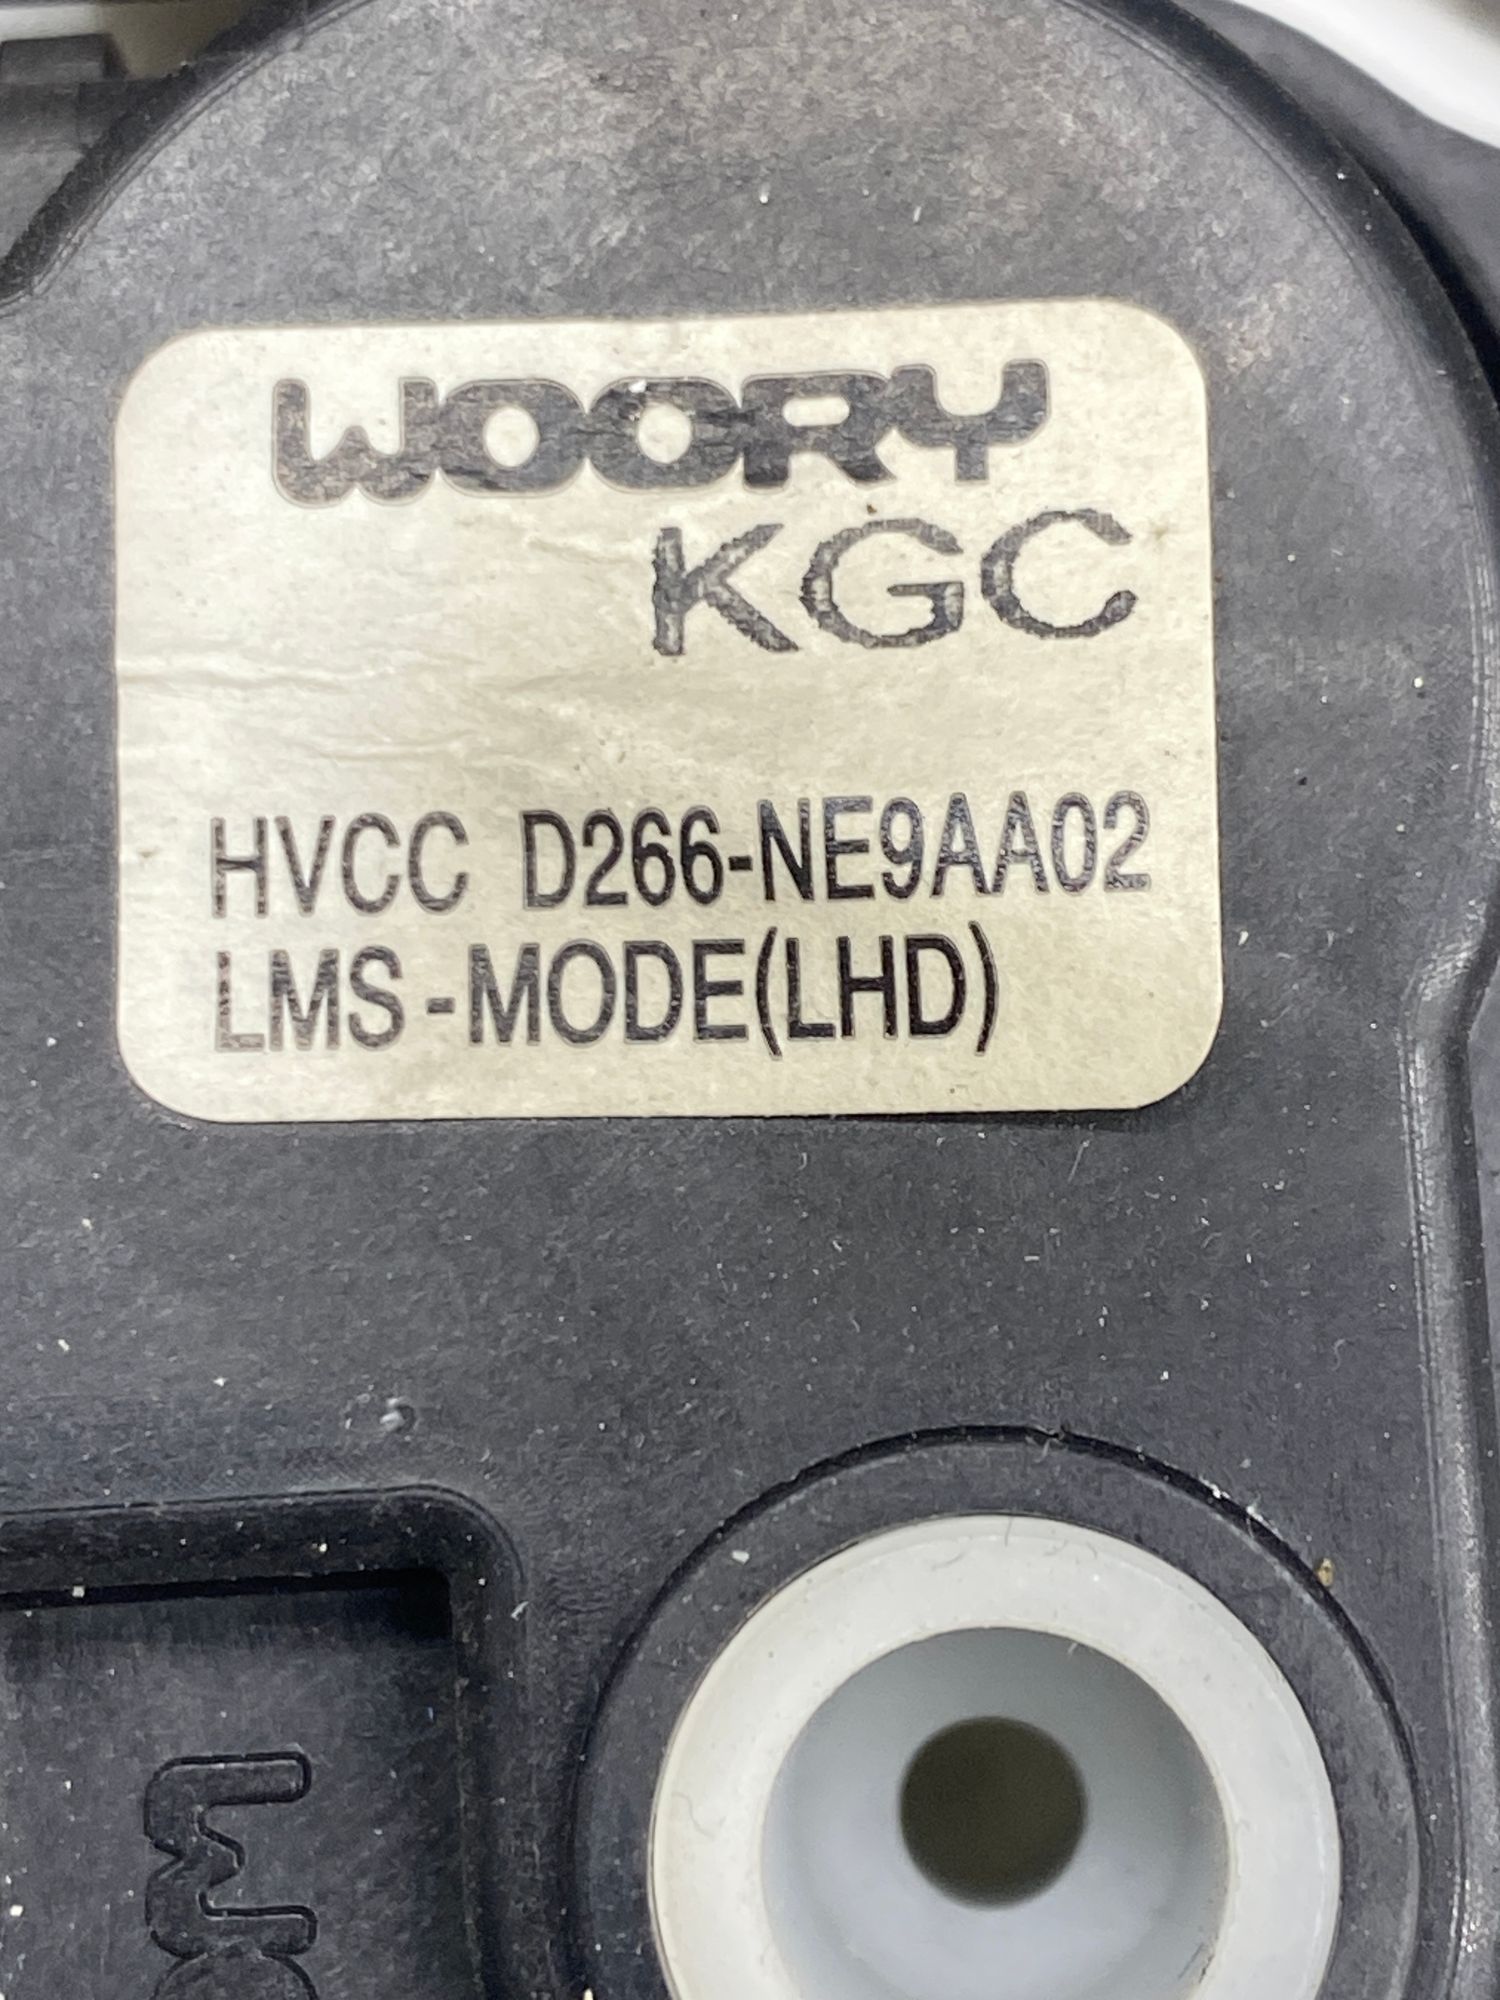 WOORY
KGC
HVCC D266-NE9AA02
LMS-MODE(LHD)